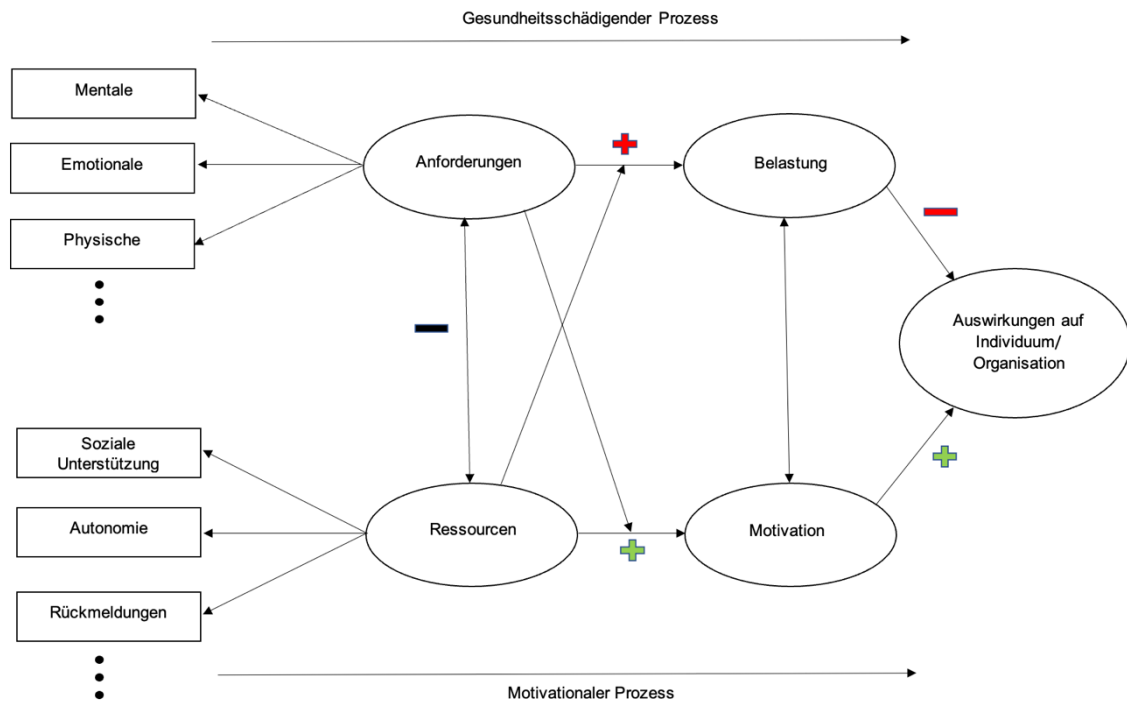 Gesundheitsschädigender Prozess
Mentale
Emotionale
Physische
Anforderungen
Belastung
Auswirkungen auf
Individuum/
Organisation
Soziale
Unterstützung
Autonomie
Rückmeldungen
Ressourcen
Motivation
Motivationaler Prozess